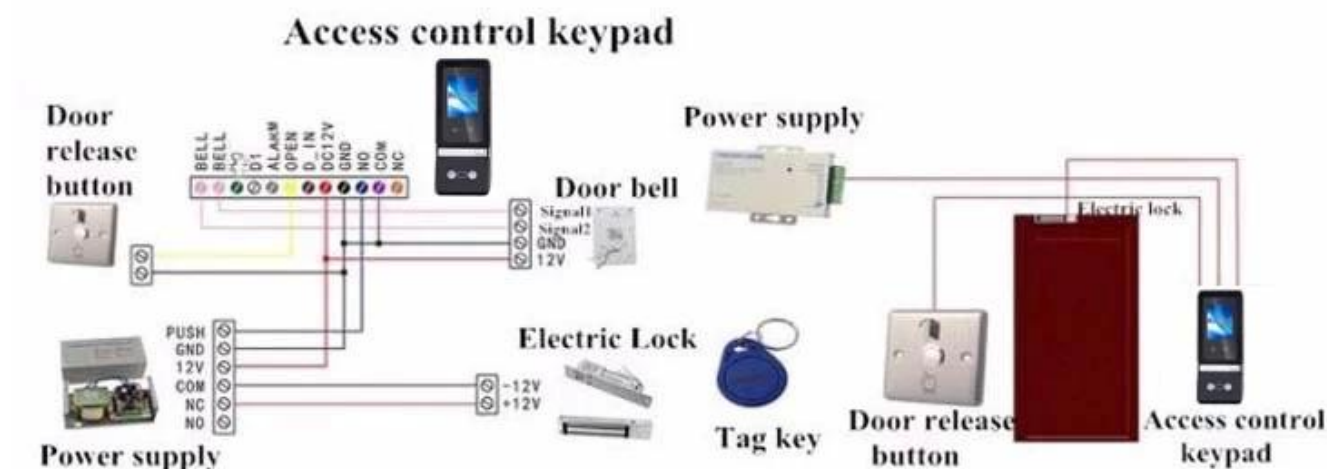 Access control keypad
Door
release
button
BELL
BELL
D1
ALARM
OPEN
D_IN
DC12V
GND
NO
COM
NC
Door bell
Signal1
Signal2
GND
12V
PUSH
GND
12V
COM
NC
NO
Power supply
Electric Lock
-12V
+12V
Power supply
Electric lock
Tag key
Door release
button
Access control
keypad